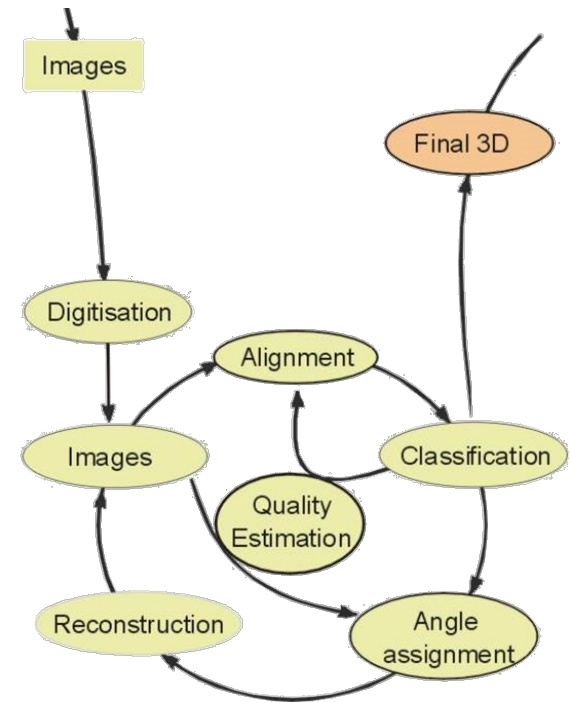 Images
Final 3D
Digitisation
Alignment
Images
Classification
Quality
Estimation
Reconstruction
Angle
assignment